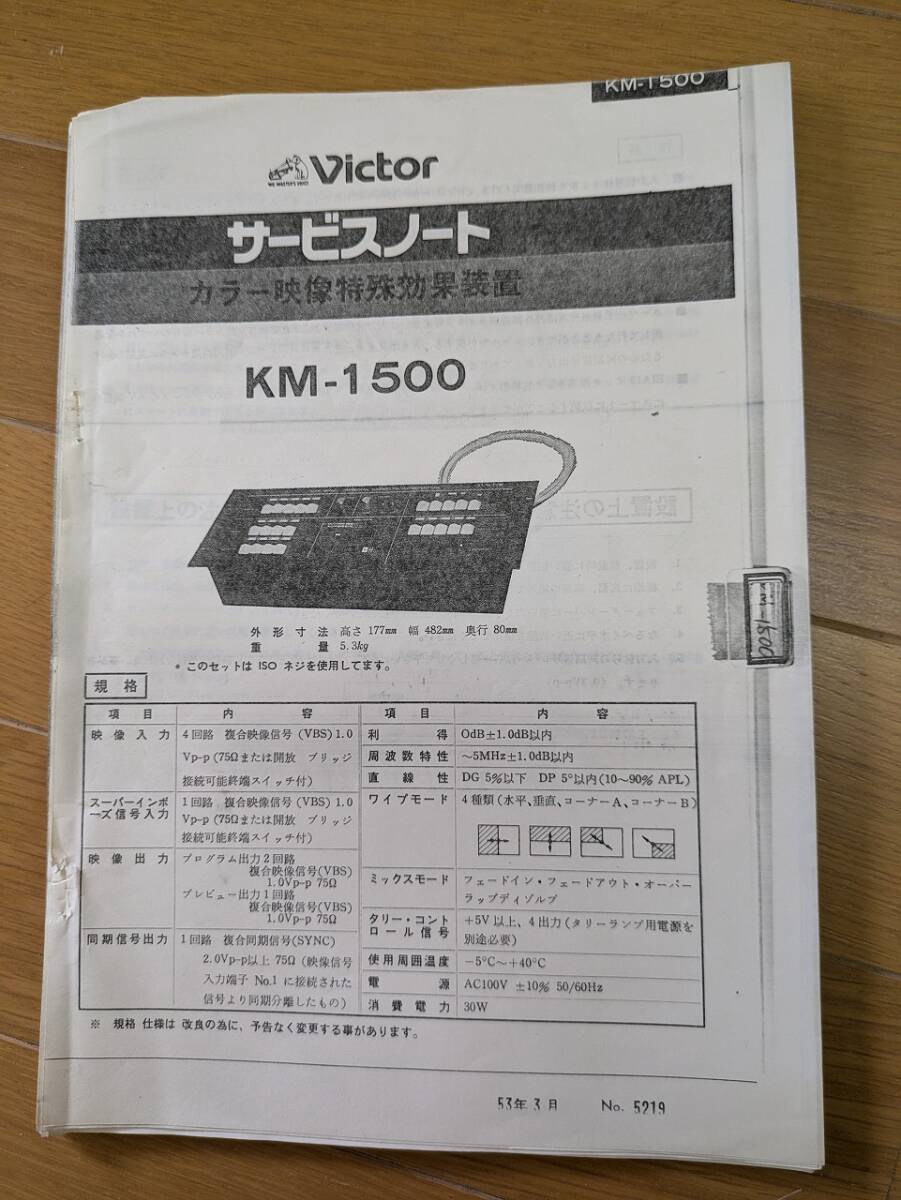 KM-1500
Victor
サービスノート
カラー映像特殊効果装置
KM-1500
外形寸法 高さ 177mm 幅 482mm 奥行 80mm
重量 5.3kg
• このセットは ISO ネジを使用してます。
規格
項目 内容 項目 内容
映像入力 4回路 複合映像信号 (VBS) 1.0
Vp-p (75Ωまたは開放 ブリッジ
接続可能終端スイッチ付)
スーパーインポ
ーズ信号入力 1回路 複合映像信号 (VBS) 1.0
Vp-p (75Ωまたは開放 ブリッジ
接続可能終端スイッチ付)
映像出力 プログラム出力2回路
複合映像信号(VBS)
1.0Vp-p 75Ω
プレビュー出力1回路
複合映像信号(VBS)
1.0Vp-p 75Ω
同期信号出力 1回路 複合同期信号(SYNC)
2.0Vp-p以上 75Ω (映像信号
入力端子 No.1 に接続された
信号より同期分離したもの)
利得 0dB±1.0dB以内
周波数特性 ～5MHz±1.0dB以内
直線性 DG 5%以下 DP 5°以内(10～90% APL)
ワイプモード 4種類(水平、垂直、コーナーA、コーナーB)
ミックスモード フェードイン・フェードアウト・オーバー
ラップディゾルブ
タリー・コント
ロール信号 +5V 以上、4出力(タリーランプ用電源を
別途必要)
使用周囲温度 −5°C～+40°C
電源 AC100V ±10% 50/60Hz
消費電力 30W
※ 規格 仕様は 改良の為に、予告なく変更する事があります。
53年 3月 No. 5219